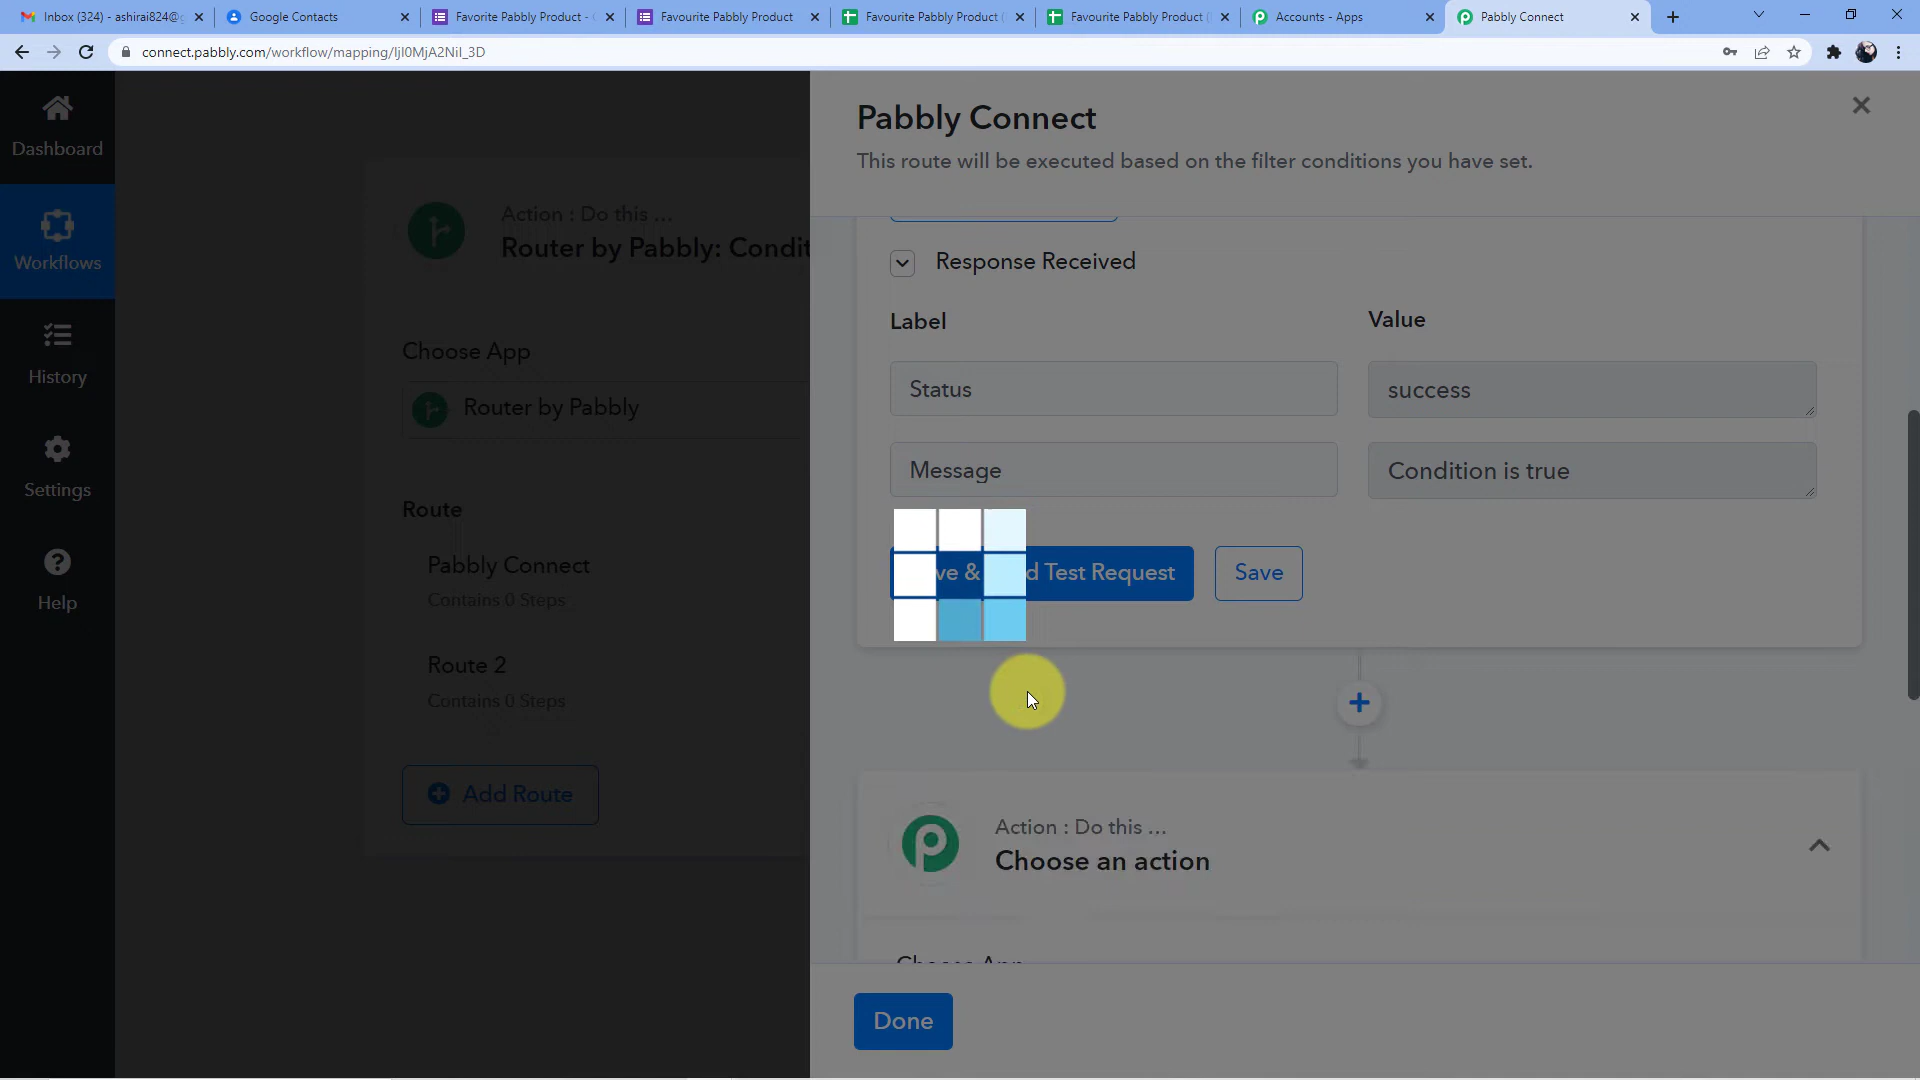 Inbox (324) - ashirai824@g
Google Contacts
Favorite Pabbly Product -
Favourite Pabbly Product
Favourite Pabbly Product (
Favourite Pabbly Product (
Accounts - Apps
Pabbly Connect
connect.pabbly.com/workflow/mapping/IjI0MjA2NiI_3D
Dashboard
Workflows
History
Settings
Help
Action : Do this ...
Router by Pabbly: Condit
Choose App
Router by Pabbly
Route
Pabbly Connect
Contains 0 Steps
Route 2
Contains 0 Steps
Add Route
Pabbly Connect
This route will be executed based on the filter conditions you have set.
Response Received
Label
Value
Status
success
Message
Condition is true
ve & d Test Request
Save
Action : Do this ...
Choose an action
Choose App
Done